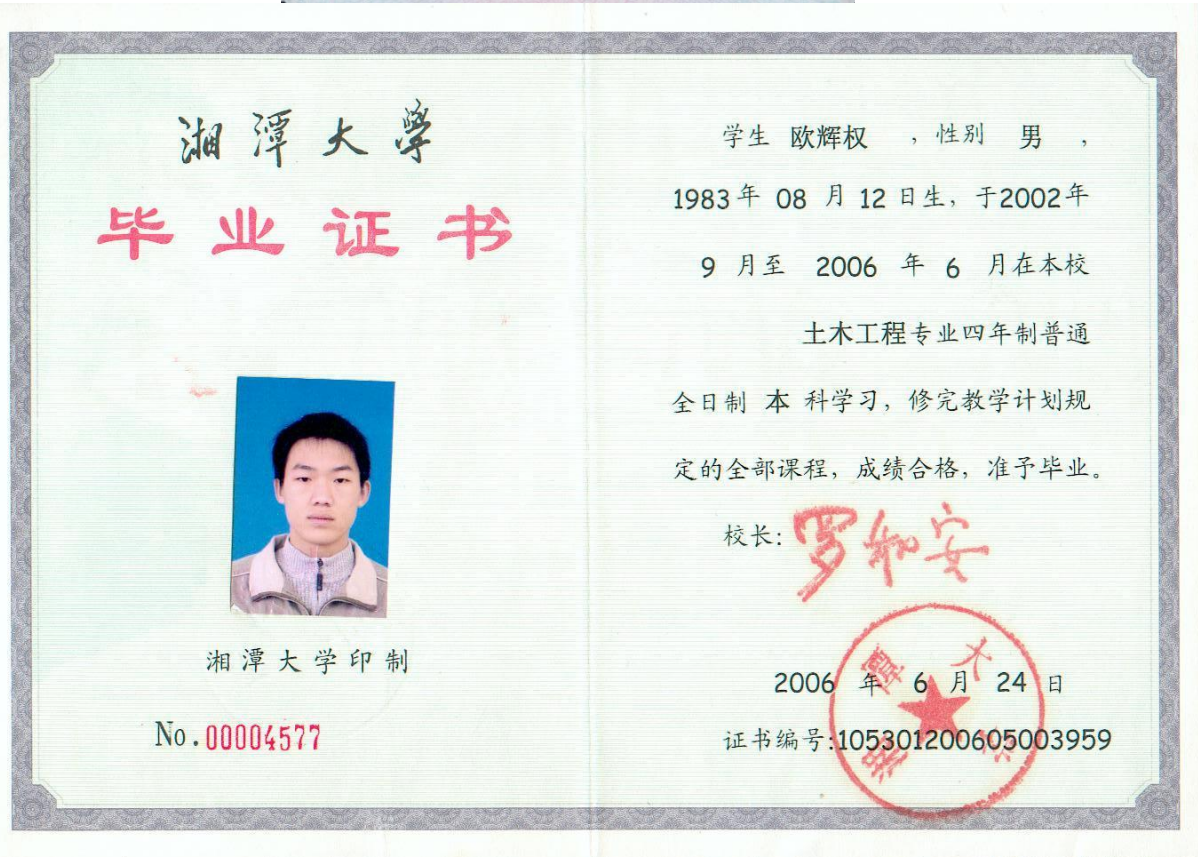 湘潭大学
毕业证书
湘潭大学印制
No.00004577
学生 欧辉权 ，性别 男 ，
1983年 08 月 12 日生，于2002年
9 月至 2006 年 6 月在本校
土木工程专业四年制普通
全日制 本 科学习，修完教学计划规
定的全部课程，成绩合格，准予毕业。
校长：罗和安
2006 年 6 月 24 日
证书编号:105301200605003959
湘潭大学